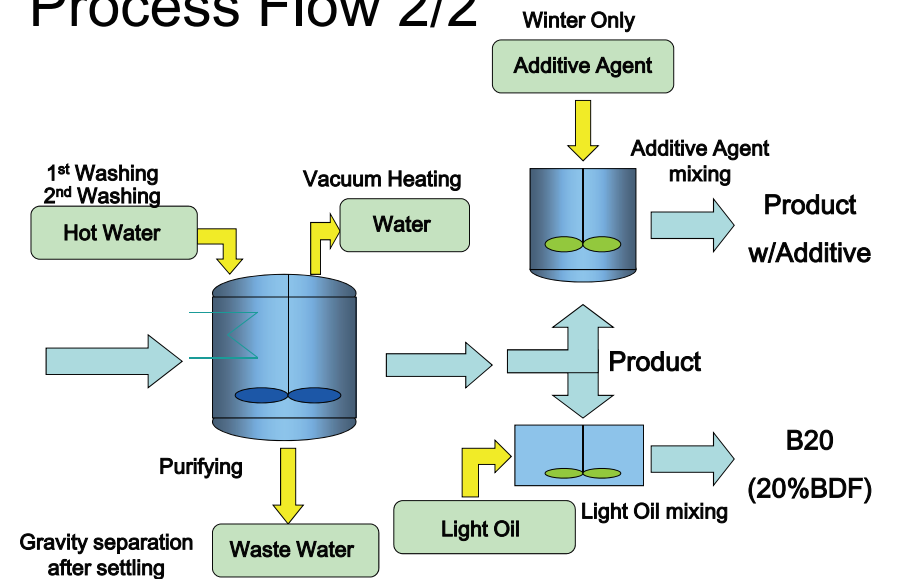 Process Flow 2/2
Winter Only
Additive Agent
Additive Agent
mixing
1st Washing
2nd Washing
Hot Water
Vacuum Heating
Water
Product
w/Additive
Product
Purifying
B20
(20%BDF)
Light Oil
Light Oil mixing
Gravity separation
after settling
Waste Water